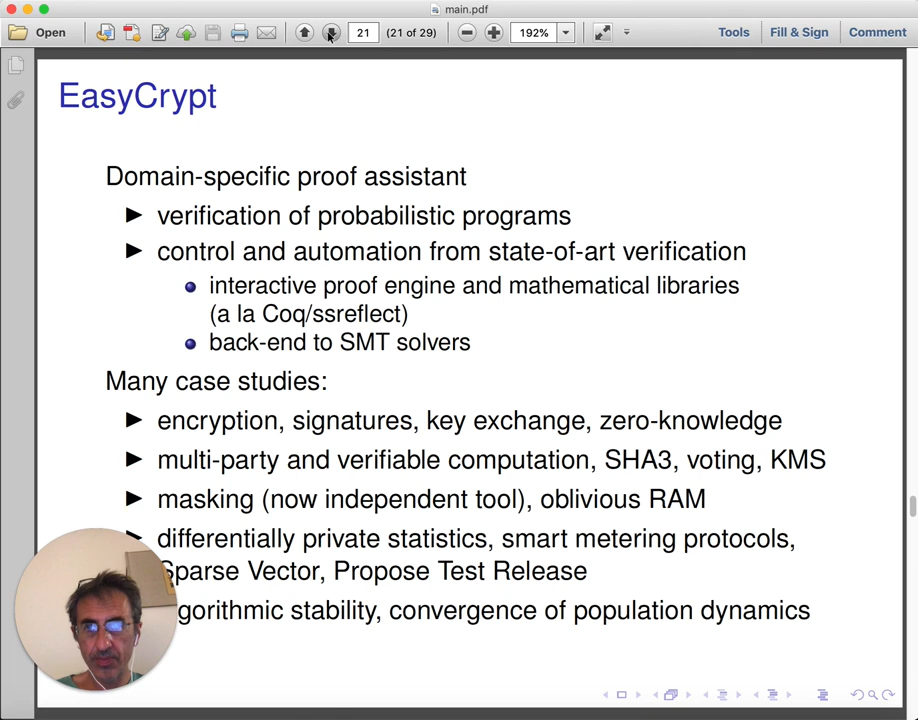 main.pdf
Open
21
(21 of 29)
192%
Tools
Fill & Sign
Comment
EasyCrypt
Domain-specific proof assistant
verification of probabilistic programs
control and automation from state-of-art verification
interactive proof engine and mathematical libraries
(a la Coq/ssreflect)
back-end to SMT solvers
Many case studies:
encryption, signatures, key exchange, zero-knowledge
multi-party and verifiable computation, SHA3, voting, KMS
masking (now independent tool), oblivious RAM
differentially private statistics, smart metering protocols,
Sparse Vector, Propose Test Release
gorithmic stability, convergence of population dynamics